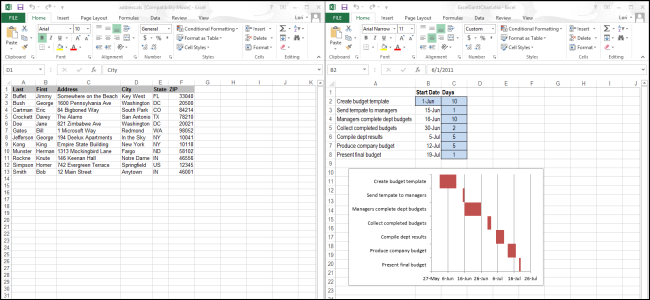 addresses.xls [Compatibility Mode] - Excel
FILE Home Insert Page Layout Formulas Data View Lori
Paste
Arial 10
General
Conditional Formatting
Format as Table
Cell Styles
Insert
Delete
Format
Clipboard Font Alignment Number Styles Cells Editing
D1 City
A B C D E F G H I J K
1 Last First Address City State ZIP
2 Buffet Jimmy Somewhere on the Beach Key West FL 33040
3 Bush George 1600 Pennsylvania Ave Washington DC 20500
4 Cartman Eric 84 Bigboned Way South Park CO 84214
5 Crockett Davey The Alamo San Antonio TX 78210
6 Doe Jane 821 Zimbabwe Ave Washington DC 20021
7 Gates Bill 1 Microsoft Way Redmond WA 98052
8 Jefferson George 194 Deelux Apartments In the Sky NY 10041
9 Kong King Empire State Building New York NY 10118
10 Munster Herman 1313 Mockingbird Lane Fargo ND 58102
11 Rockne Knute 146 Keenan Hall Notre Dame IN 46556
12 Simpson Homer 742 Evergreen Terrace Springfield US 12345
13 Smith Bob 12 Main Street Anytown IN 46001
FILE Home Insert Page Layout Formulas Data View Lori
Paste
Arial Narrow 11
Custom
Conditional Formatting
Format as Table
Cell Styles
Insert
Delete
Format
Clipboard Font Alignment Number Styles Cells Editing
B2 6/1/2011
A B C D E F G H I J
1 Start Date Days
2 Create budget template 1-Jun 10
3 Send tempate to managers 15-Jun 1
4 Managers complete dept budgets 16-Jun 10
5 Collect completed budgets 30-Jun 2
6 Compile dept results 5-Jul 5
7 Produce company budget 12-Jul 5
8 Present final budget 19-Jul 1
Create budget template
Send tempate to managers
Managers complete dept budgets
Collect completed budgets
Compile dept results
Produce company budget
Present final budget
27-May 6-Jun 16-Jun 26-Jun 6-Jul 16-Jul 26-Jul